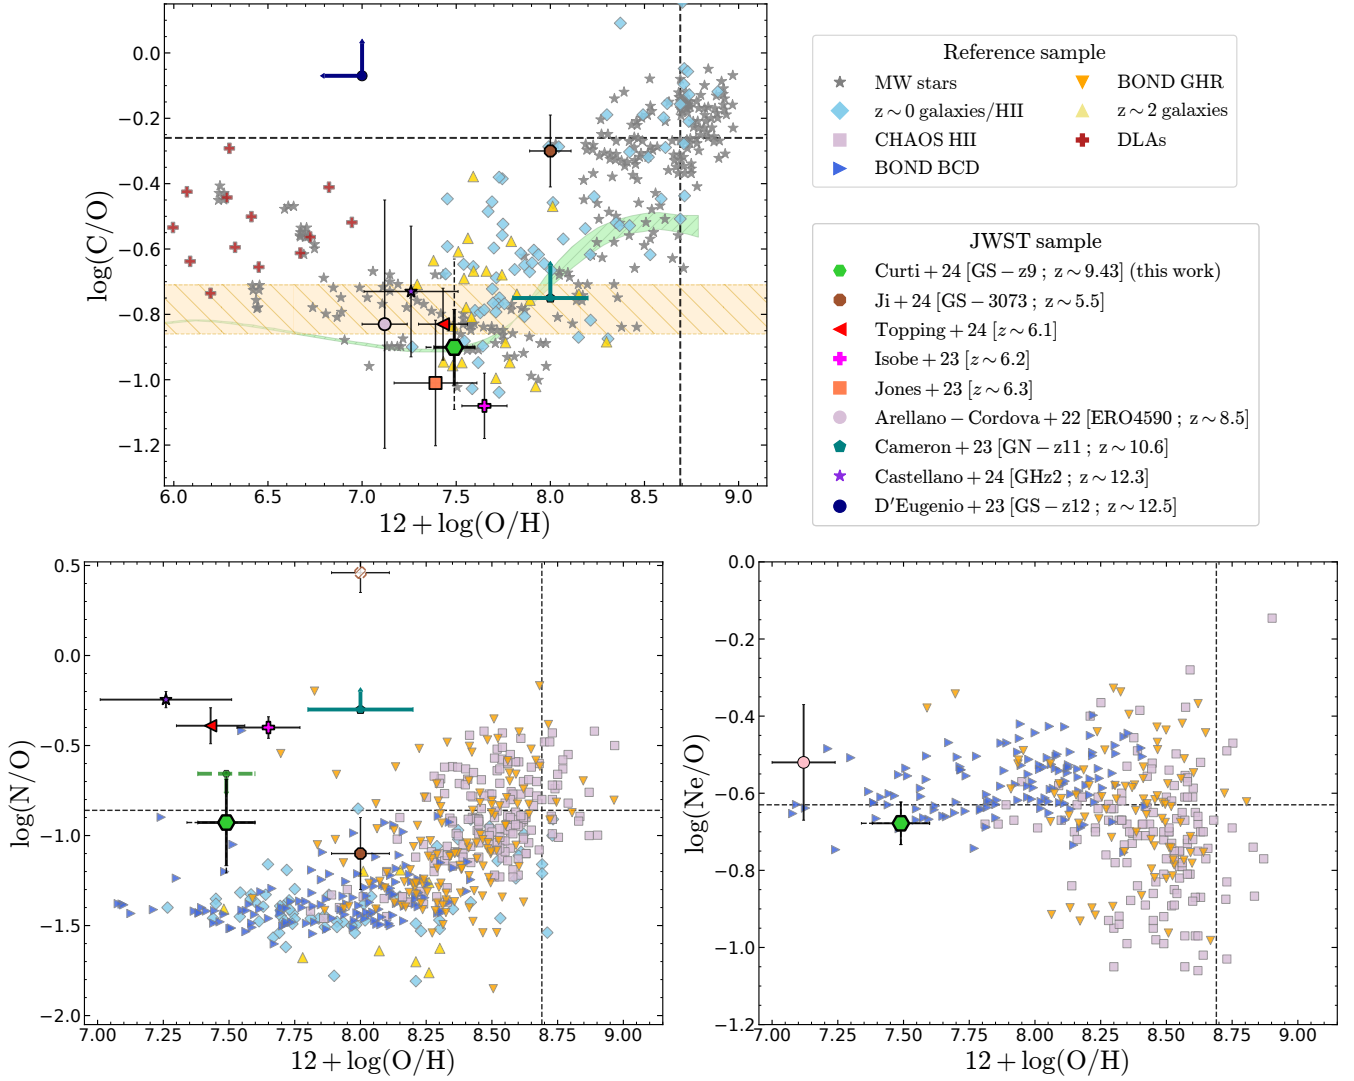 0.0
−0.2
−0.4
−0.6
−0.8
−1.0
−1.2
log(C/O)
6.0 6.5 7.0 7.5 8.0 8.5 9.0
12 + log(O/H)
Reference sample
MW stars
z ~ 0 galaxies/HII
CHAOS HII
BOND BCD
BOND GHR
z ~ 2 galaxies
DLAs
JWST sample
Curti + 24 [GS − z9 ; z ~ 9.43] (this work)
Ji + 24 [GS − 3073 ; z ~ 5.5]
Topping + 24 [z ~ 6.1]
Isobe + 23 [z ~ 6.2]
Jones + 23 [z ~ 6.3]
Arellano − Cordova + 22 [ERO4590 ; z ~ 8.5]
Cameron + 23 [GN − z11 ; z ~ 10.6]
Castellano + 24 [GHz2 ; z ~ 12.3]
D'Eugenio + 23 [GS − z12 ; z ~ 12.5]
0.5
0.0
−0.5
−1.0
−1.5
−2.0
log(N/O)
7.00 7.25 7.50 7.75 8.00 8.25 8.50 8.75 9.00
12 + log(O/H)
0.0
−0.2
−0.4
−0.6
−0.8
−1.0
−1.2
log(Ne/O)
7.00 7.25 7.50 7.75 8.00 8.25 8.50 8.75 9.00
12 + log(O/H)